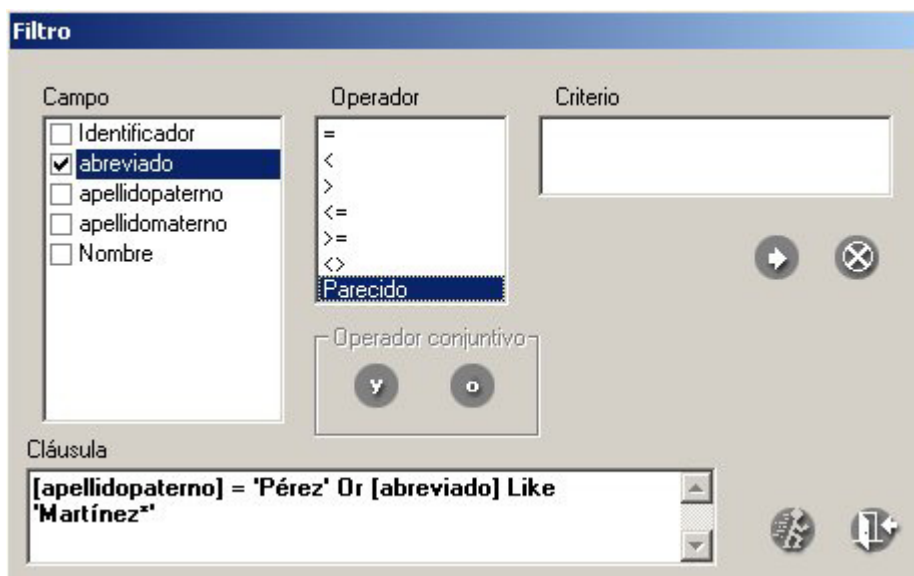 Filtro
Campo
Operador
Criterio
Identificador
abreviado
apellidopaterno
apellidomaterno
Nombre
=
<
>
<=
>=
<>
Parecido
Operador conjuntivo
y
o
Cláusula
[apellidopaterno] = 'Pérez' Or [abreviado] Like
'Martínez*'